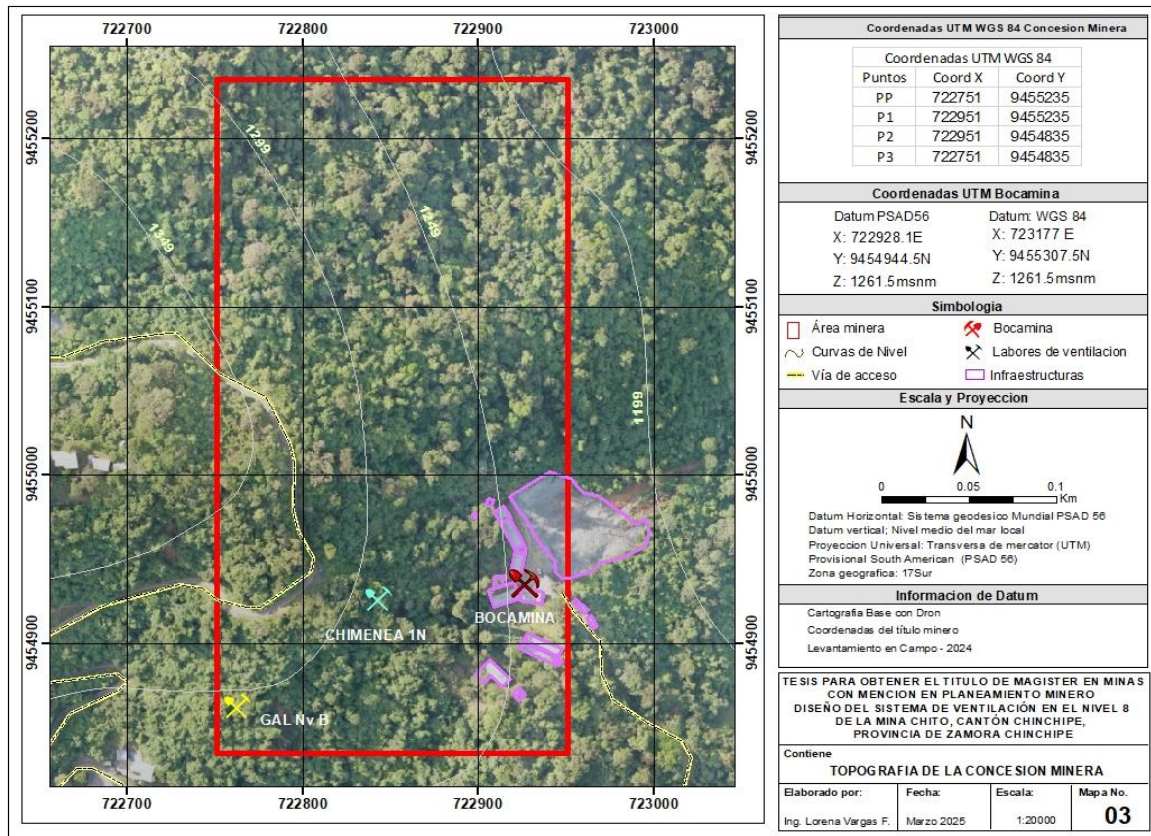 722700 722800 722900 723000
9455200 9455200
9455100 9455100
9455000 9455000
9454900 9454900
1299
1349
1249
1199
CHIMENEA 1N
BOCAMINA
GAL Nv B
722700 722800 722900 723000
Coordenadas UTM WGS 84 Concesion Minera
Coordenadas UTM WGS 84
Puntos Coord X Coord Y
PP 722751 9455235
P1 722951 9455235
P2 722951 9454835
P3 722751 9454835
Coordenadas UTM Bocamina
Datum PSAD56 Datum: WGS 84
X: 722928.1E X: 723177 E
Y: 9454944.5N Y: 9455307.5N
Z: 1261.5msnm Z: 1261.5msnm
Simbologia
Área minera Bocamina
Curvas de Nivel Labores de ventilacion
Vía de acceso Infraestructuras
Escala y Proyeccion
N
0 0.05 0.1
Km
Datum Horizontal: Sistema geodesico Mundial PSAD 56
Datum vertical; Nivel medio del mar local
Proyeccion Universal: Transversa de mercator (UTM)
Provisional South American (PSAD 56)
Zona geografica: 17Sur
Informacion de Datum
Cartografia Base con Dron
Coordenadas del título minero
Levantamiento en Campo - 2024
TESIS PARA OBTENER EL TITULO DE MAGISTER EN MINAS
CON MENCION EN PLANEAMIENTO MINERO
DISEÑO DEL SISTEMA DE VENTILACIÓN EN EL NIVEL 8
DE LA MINA CHITO, CANTÓN CHINCHIPE,
PROVINCIA DE ZAMORA CHINCHIPE
Contiene
TOPOGRAFIA DE LA CONCESION MINERA
Elaborado por: Fecha: Escala: Mapa No.
Ing. Lorena Vargas F. Marzo 2025 1:20000 03